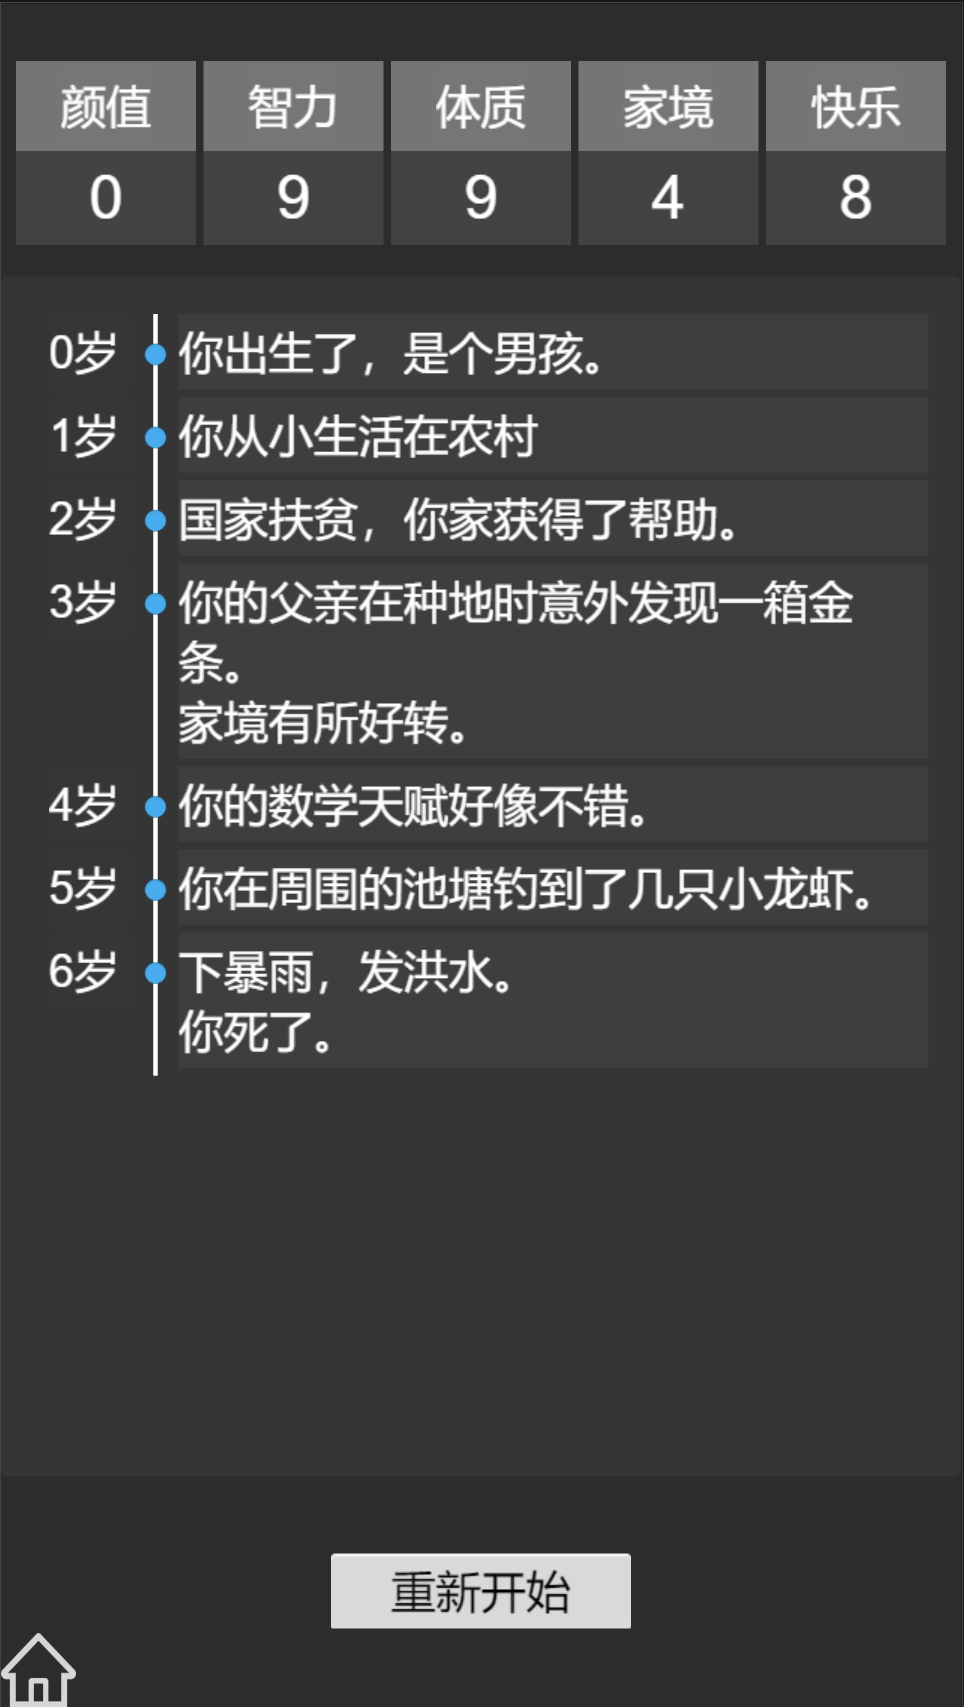 颜值 智力 体质 家境 快乐
0 9 9 4 8
0岁 你出生了，是个男孩。
1岁 你从小生活在农村
2岁 国家扶贫，你家获得了帮助。
3岁 你的父亲在种地时意外发现一箱金
条。
家境有所好转。
4岁 你的数学天赋好像不错。
5岁 你在周围的池塘钓到了几只小龙虾。
6岁 下暴雨，发洪水。
你死了。
重新开始